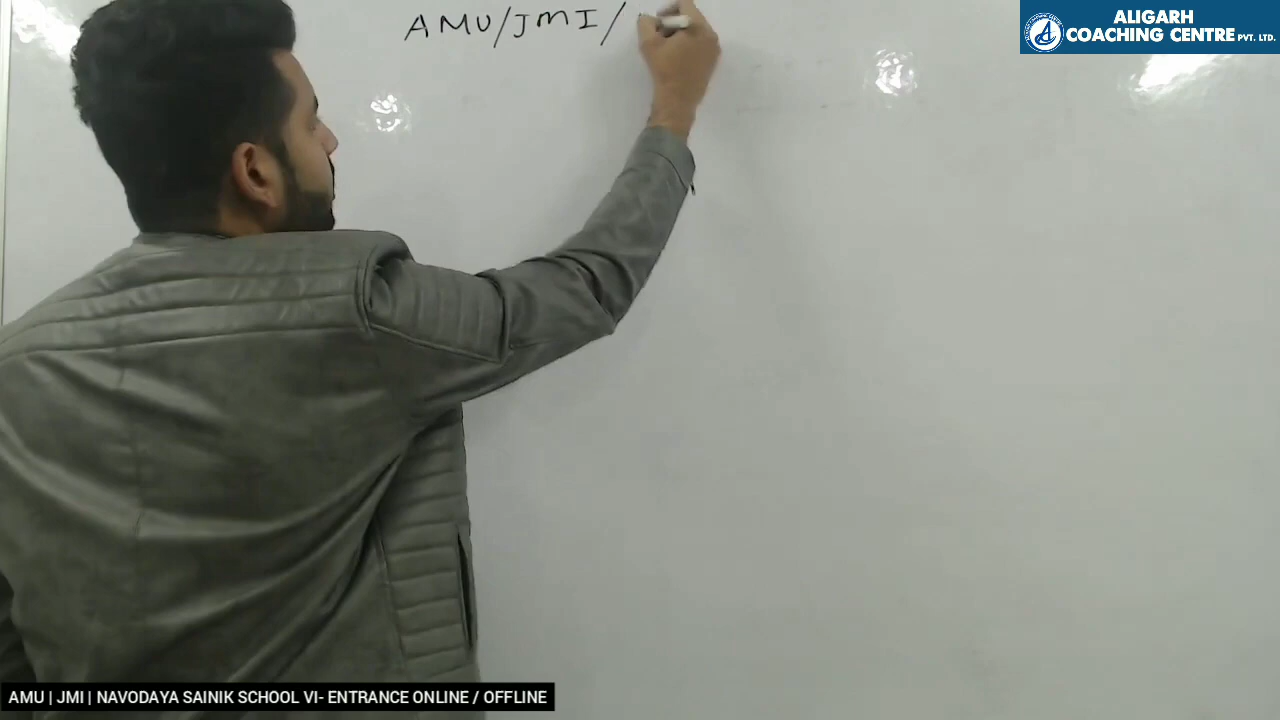 AMU/JMI/
ALIGARH
COACHING CENTRE PVT. LTD.
AMU | JMI | NAVODAYA SAINIK SCHOOL VI- ENTRANCE ONLINE / OFFLINE